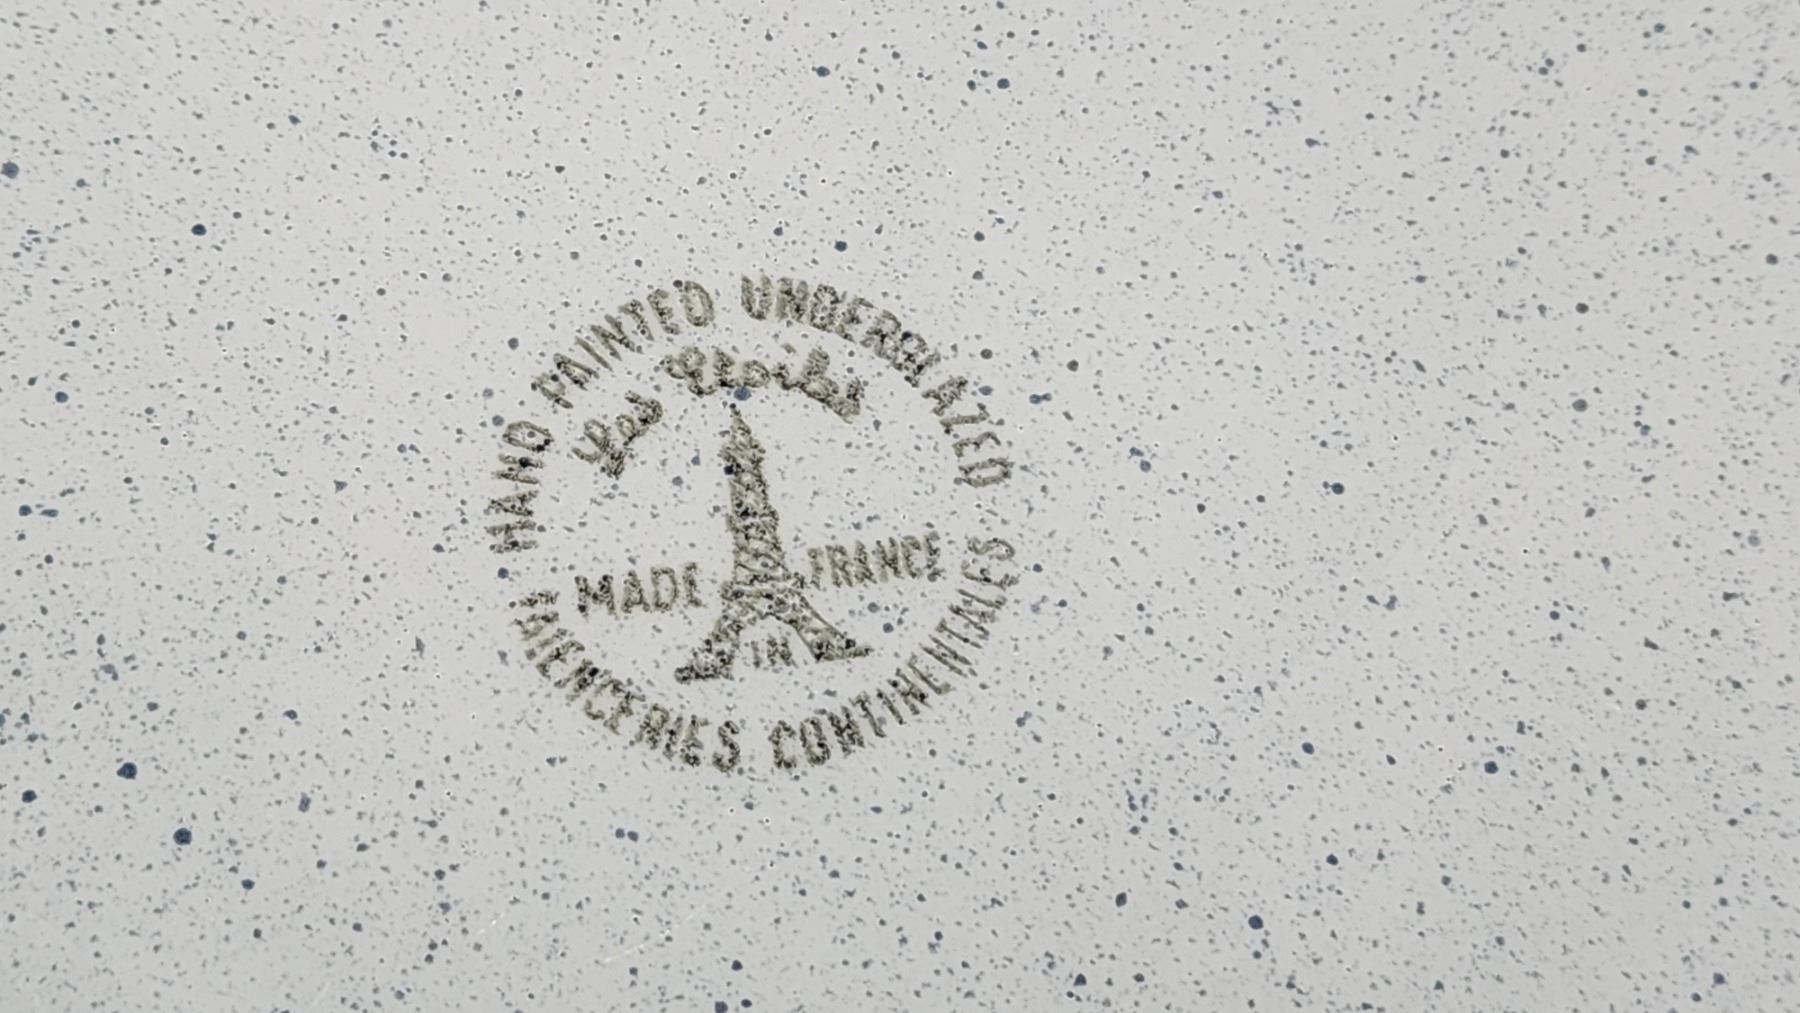 HAND PAINTED UNDERGLAZED
MADE IN FRANCE
FAIENCERIES CONTINENTALES